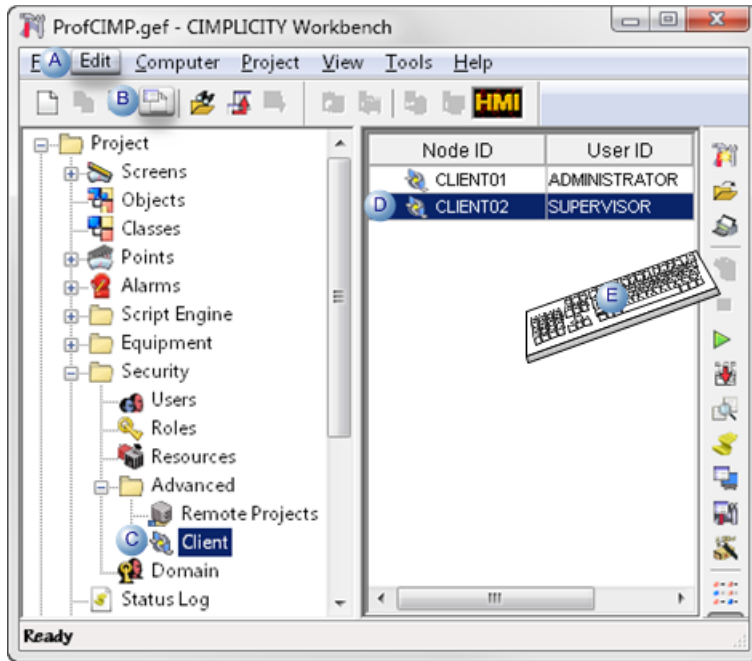 ProfCIMP.gef - CIMPLICITY Workbench
F A Edit Computer Project View Tools Help
B HMI
Project
Screens
Objects
Classes
Points
Alarms
Script Engine
Equipment
Security
Users
Roles
Resources
Advanced
Remote Projects
C Client
Domain
Status Log
Node ID User ID
CLIENT01 ADMINISTRATOR
D CLIENT02 SUPERVISOR
E
Ready